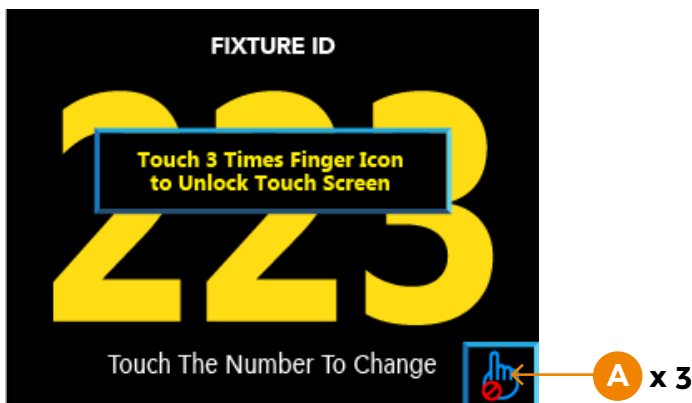 FIXTURE ID
223
Touch 3 Times Finger Icon
to Unlock Touch Screen
Touch The Number To Change
A x 3